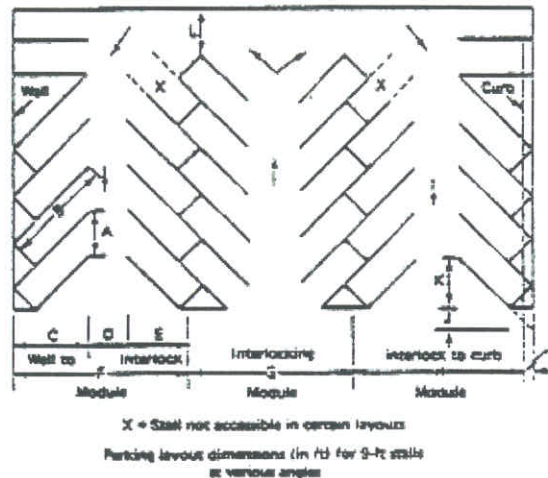 L
X
X
Wall
Curb
B
A
K
C D E
Wall to Interlock
Interlocking
Interlock to curb
F
G
Module Module Module
X = Stall not accessible in certain layouts
Parking layout dimensions (in ft) for 9-ft stalls
at various angles